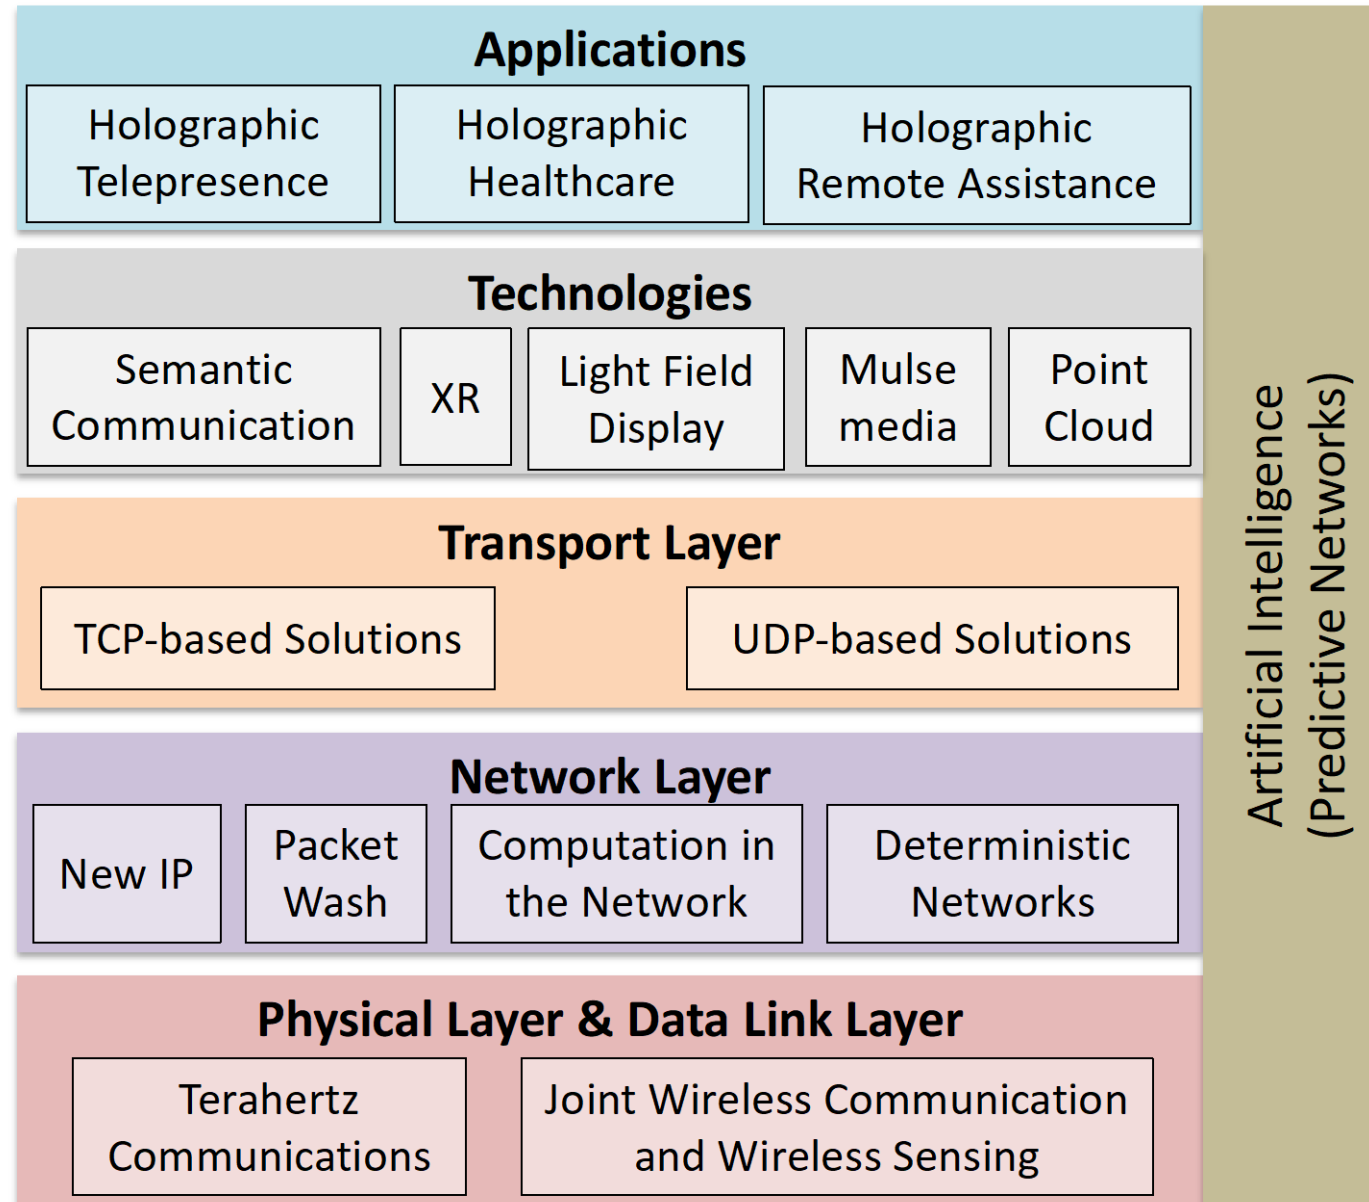 Applications
Holographic
Telepresence
Holographic
Healthcare
Holographic
Remote Assistance
Technologies
Semantic
Communication
XR
Light Field
Display
Mulse
media
Point
Cloud
Transport Layer
TCP-based Solutions
UDP-based Solutions
Network Layer
New IP
Packet
Wash
Computation in
the Network
Deterministic
Networks
Physical Layer & Data Link Layer
Terahertz
Communications
Joint Wireless Communication
and Wireless Sensing
Artificial Intelligence
(Predictive Networks)